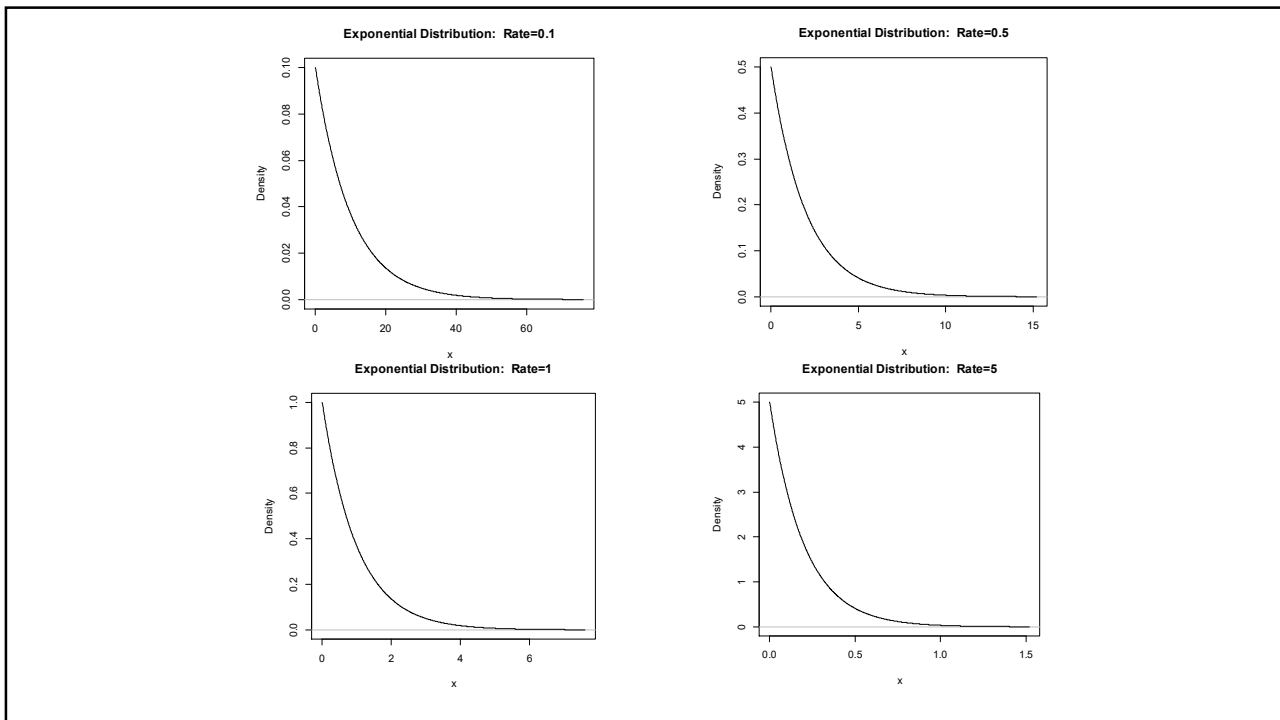 Exponential Distribution:  Rate=0.1
Density
0.10
0.08
0.06
0.04
0.02
0.00
0 20 40 60
x
Exponential Distribution:  Rate=0.5
Density
0.5
0.4
0.3
0.2
0.1
0.0
0 5 10 15
x
Exponential Distribution:  Rate=1
Density
1.0
0.8
0.6
0.4
0.2
0.0
0 2 4 6
x
Exponential Distribution:  Rate=5
Density
5
4
3
2
1
0
0.0 0.5 1.0 1.5
x